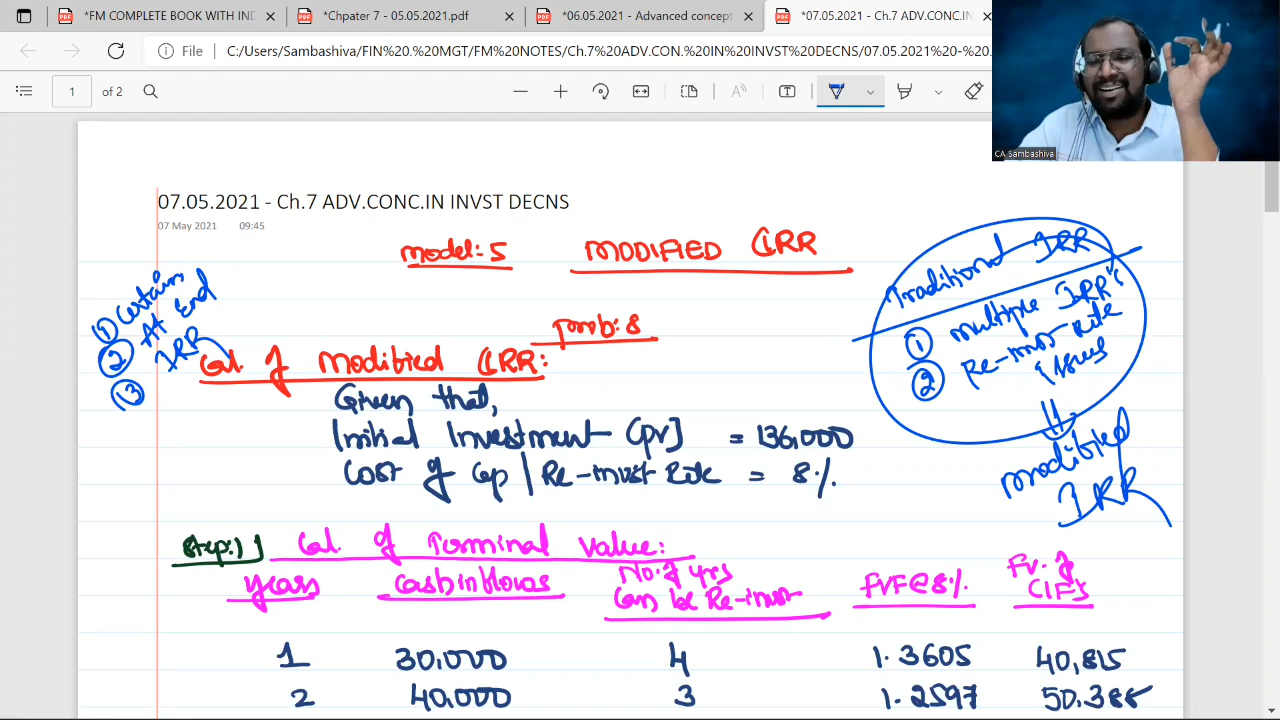 *FM COMPLETE BOOK WITH IND
*Chpater 7 - 05.05.2021.pdf
*06.05.2021 - Advanced concept
*07.05.2021 - Ch.7 ADV.CONC.IN
File
C:/Users/Sambashiva/FIN%20.%20MGT/FM%20NOTES/Ch.7%20ADV.CON.%20IN%20INVST%20DECNS/07.05.2021%20-%20.
1 of 2
CA Sambashiva
07.05.2021 - Ch.7 ADV.CONC.IN INVST DECNS
07 May 2021 09:45
model:5 MODIFIED IRR
Traditional IRR
① multiple IRR's
② Re-invst Rate
issues
modified
IRR
① Certain
② At End
③ IRR
prob:8
Cal. of modified IRR:
Given that,
Initial Investment (PV) = 136,000
Cost of Cap | Re-invst Rate = 8%
Step:1] Cal. of Terminal Value:
years Cash inflows No. of yrs Can be Re-invst FVF@8% Fv. of CIF's
1 30,000 4 1.3605 40,815
2 40,000 3 1.2597 50,388